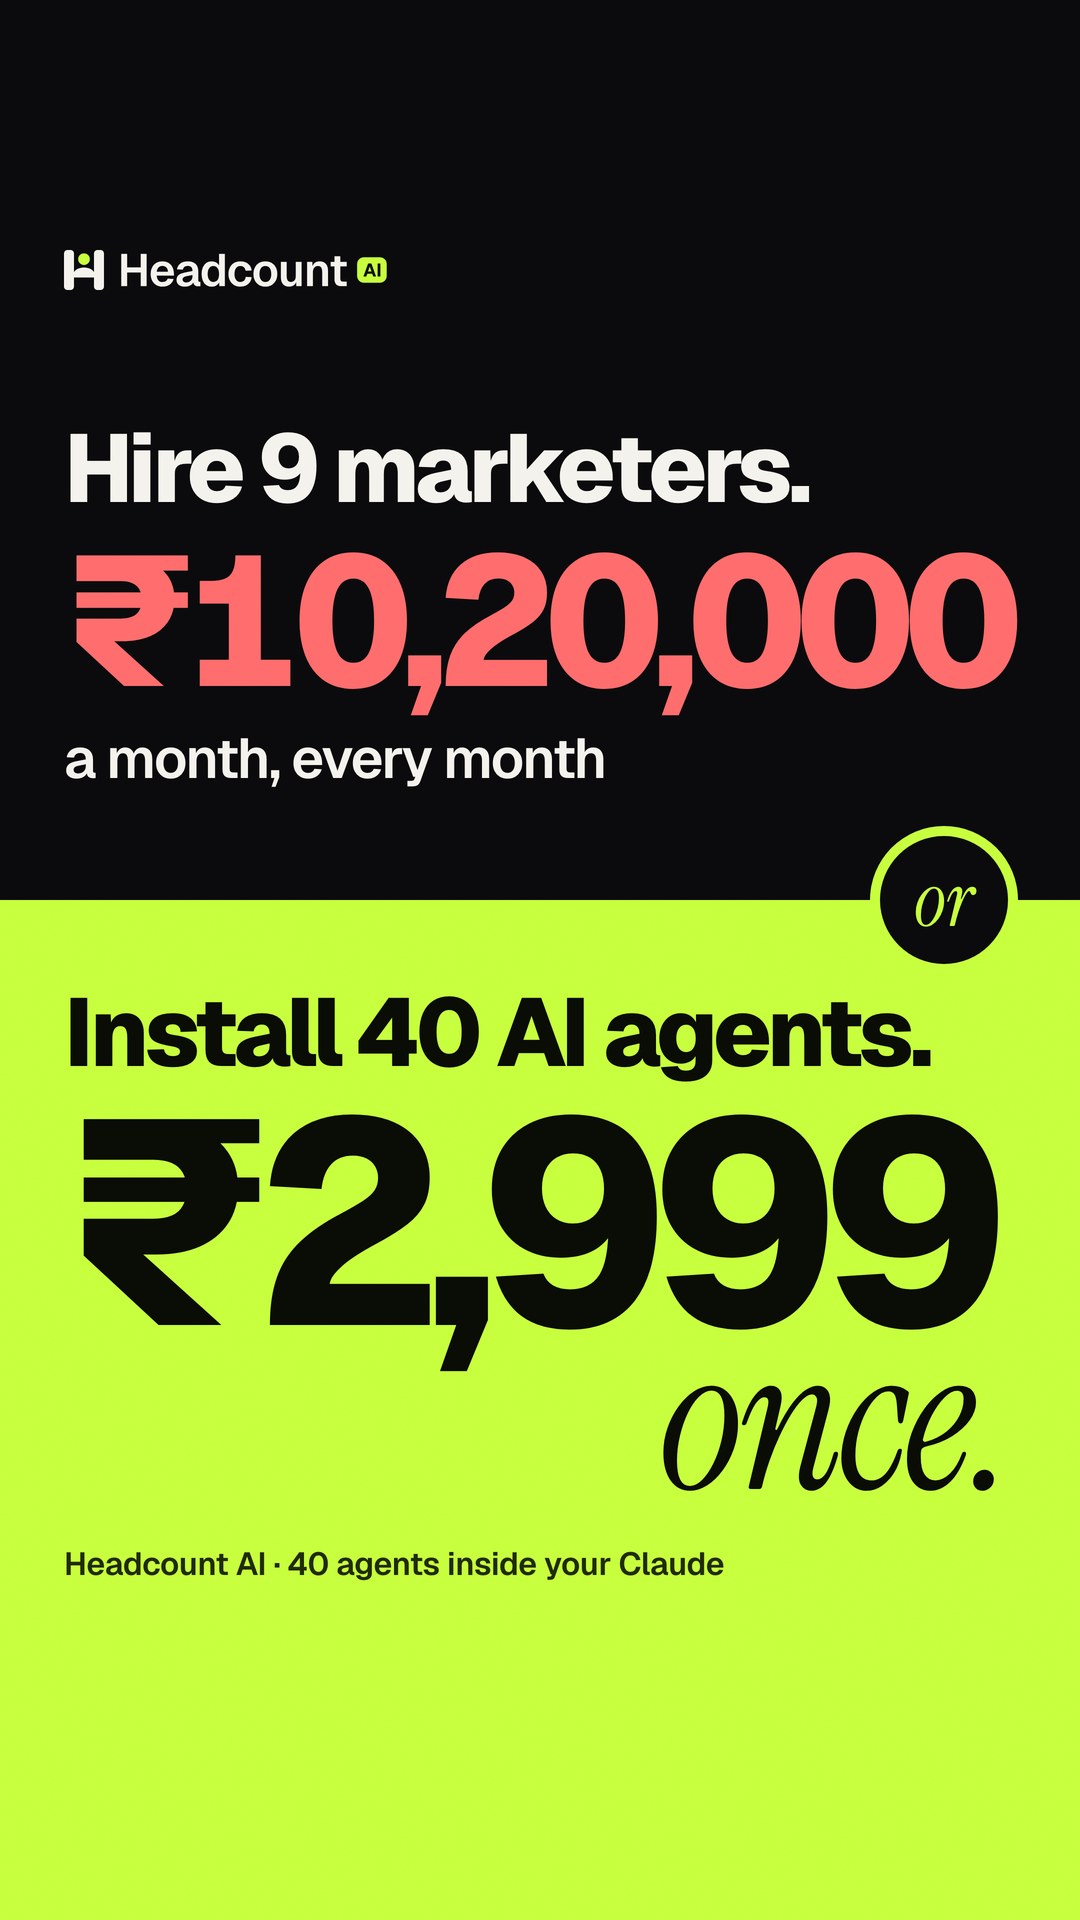 Headcount AI
Hire 9 marketers.
₹10,20,000
a month, every month
or
Install 40 AI agents.
₹2,999
once.
Headcount AI · 40 agents inside your Claude